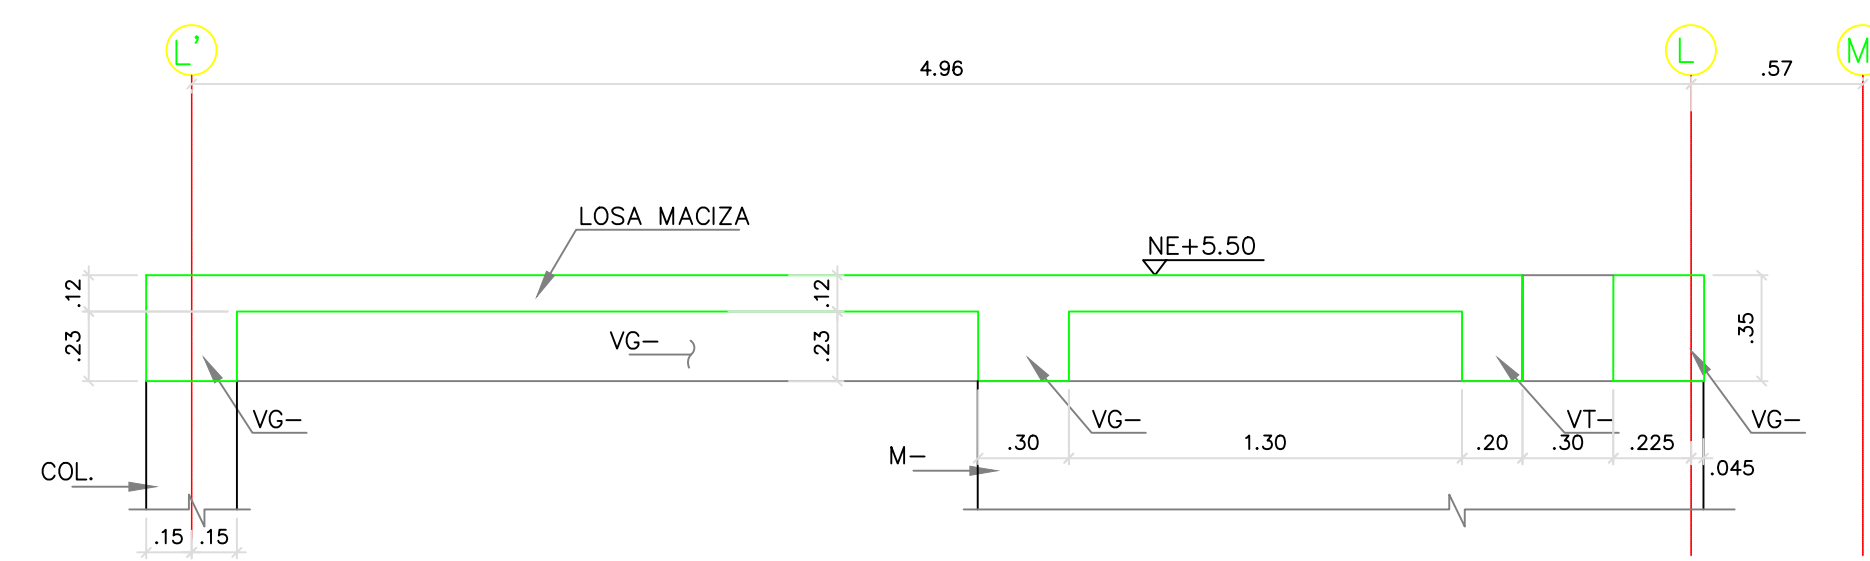 L' L M
4.96 .57
LOSA MACIZA
NE+5.50
.12 .12
.23 VG- .23 .35
VG- VG- VT- VG-
.30 1.30 .20 .30 .225
M-
COL. .045
.15 .15